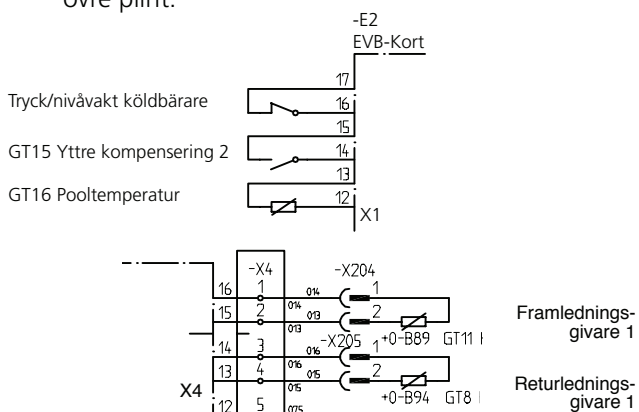 övre plint.
-E2
EVB-Kort
17
Tryck/nivåvakt köldbärare
16
15
GT15 Yttre kompensering 2
14
13
GT16 Pooltemperatur
12
X1
-X4
-X204
16 1 014 1
014
15 2 013 2
013
+0-B89 GT11
Framlednings-
givare 1
-X205
14 3 016 1
016
13 4 015 2
015
+0-B94 GT8
Returlednings-
givare 1
X4
12 5 075